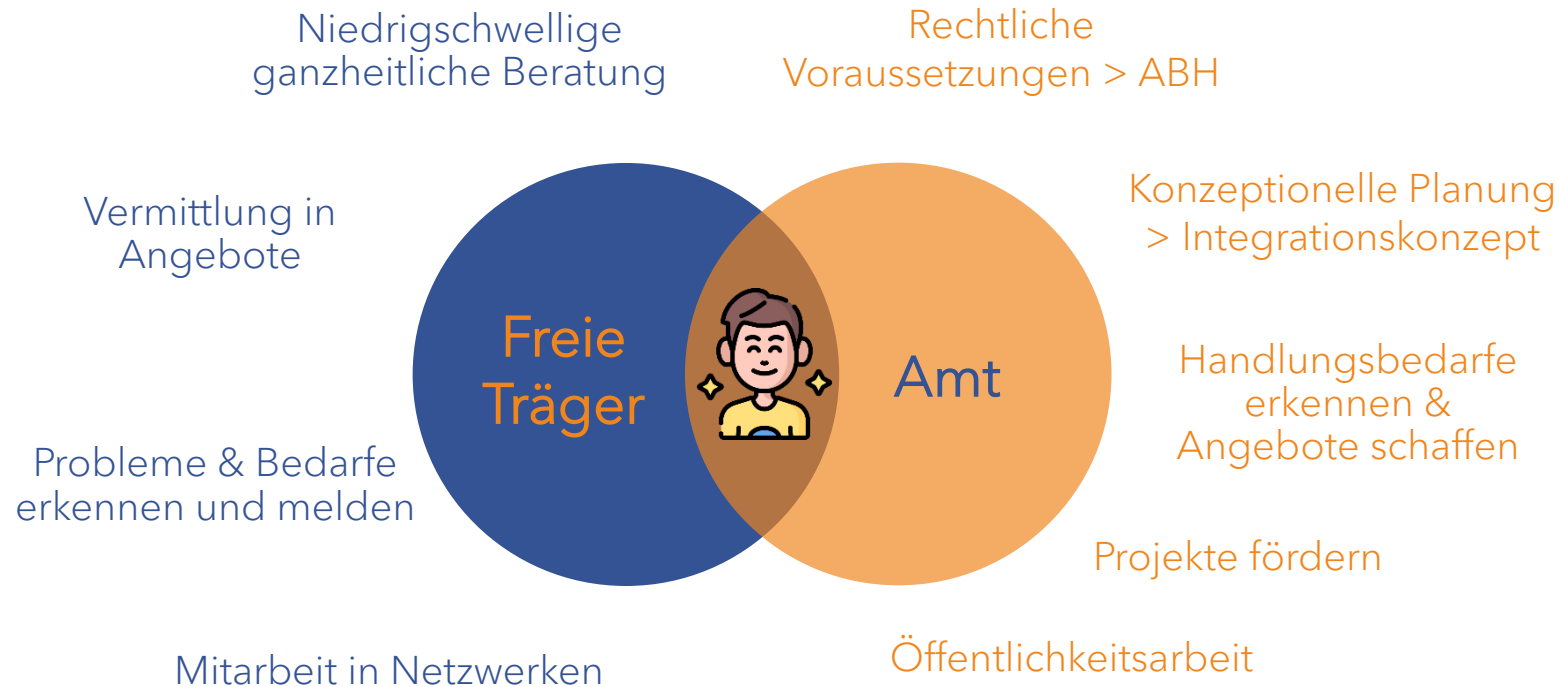 Niedrigschwellige
ganzheitliche Beratung
Rechtliche
Voraussetzungen > ABH
Vermittlung in
Angebote
Konzeptionelle Planung
> Integrationskonzept
Freie
Träger
Amt
Handlungsbedarfe
erkennen &
Angebote schaffen
Probleme & Bedarfe
erkennen und melden
Projekte fördern
Mitarbeit in Netzwerken
Öffentlichkeitsarbeit